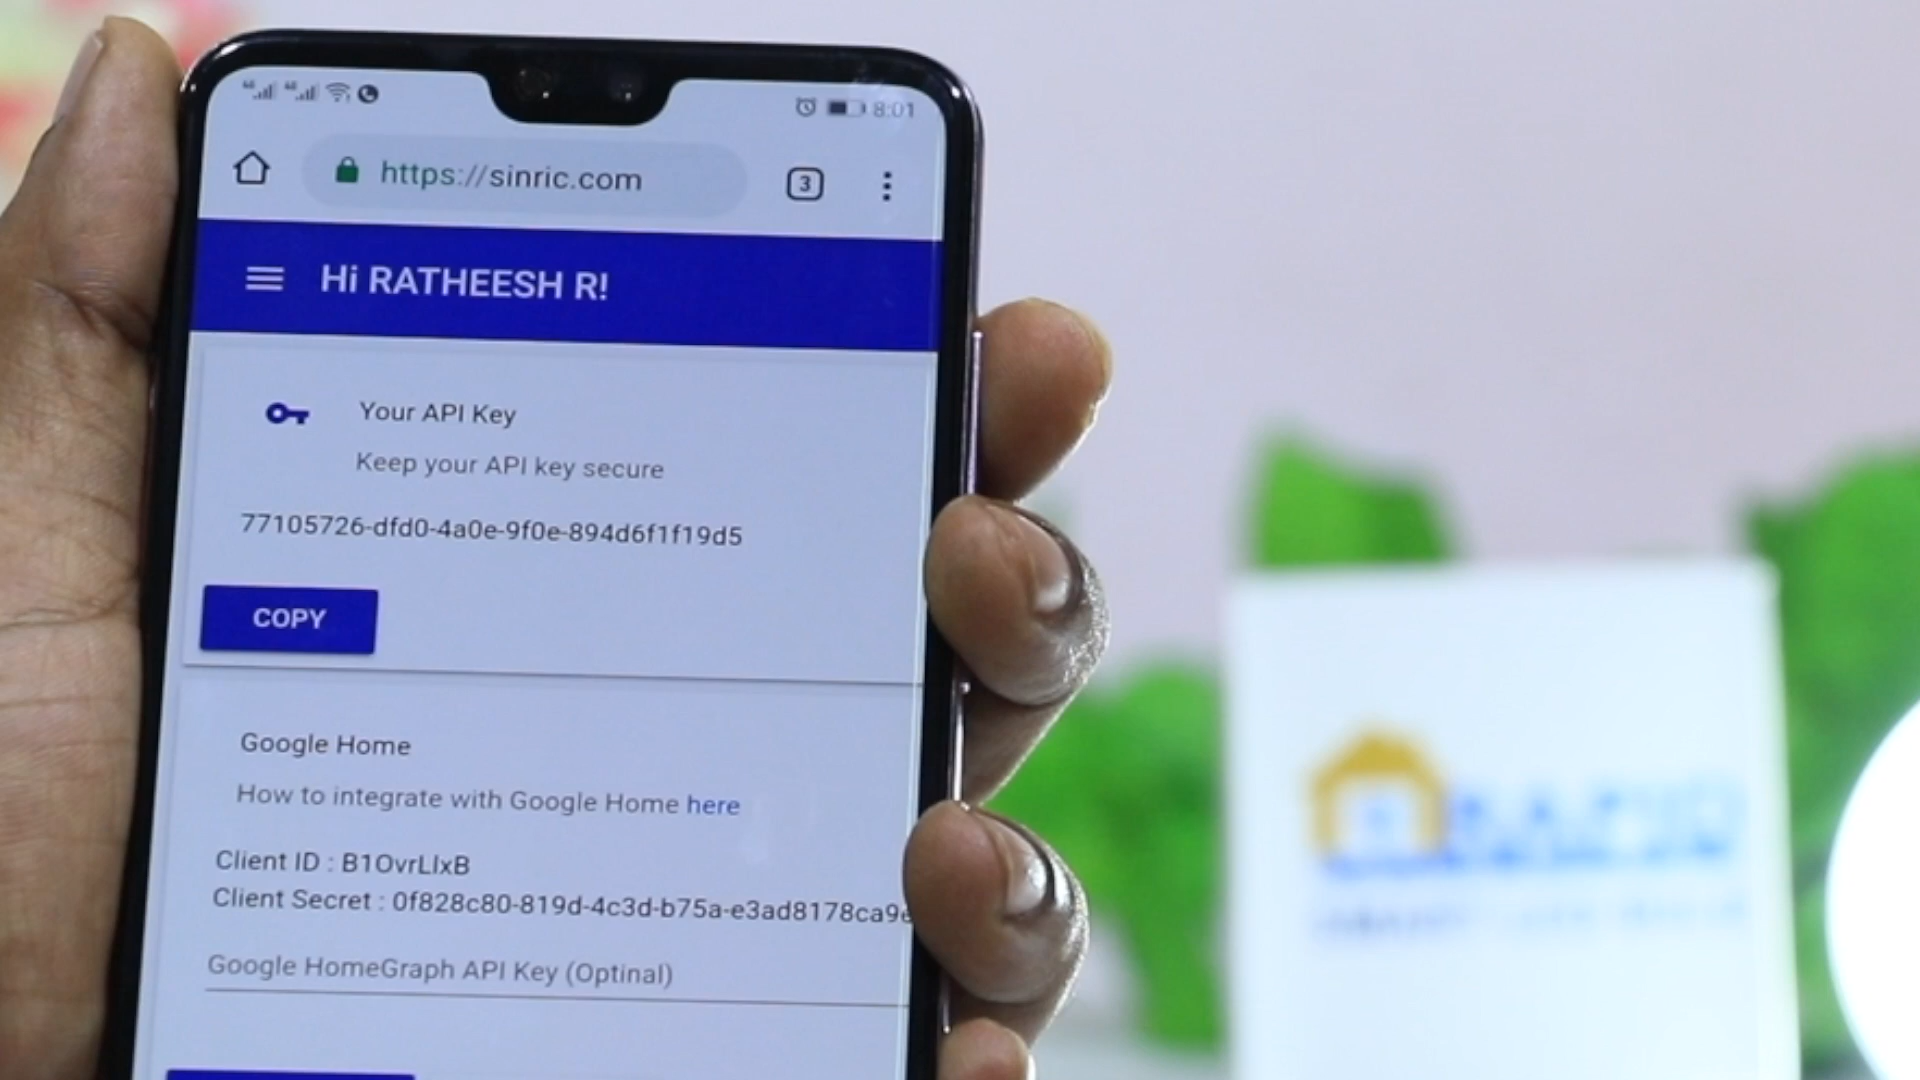 8:01
https://sinric.com
3
Hi RATHEESH R!
Your API Key
Keep your API key secure
77105726-dfd0-4a0e-9f0e-894d6f1f19d5
COPY
Google Home
How to integrate with Google Home here
Client ID : B1OvrLlxB
Client Secret : 0f828c80-819d-4c3d-b75a-e3ad8178ca9e
Google HomeGraph API Key (Optinal)